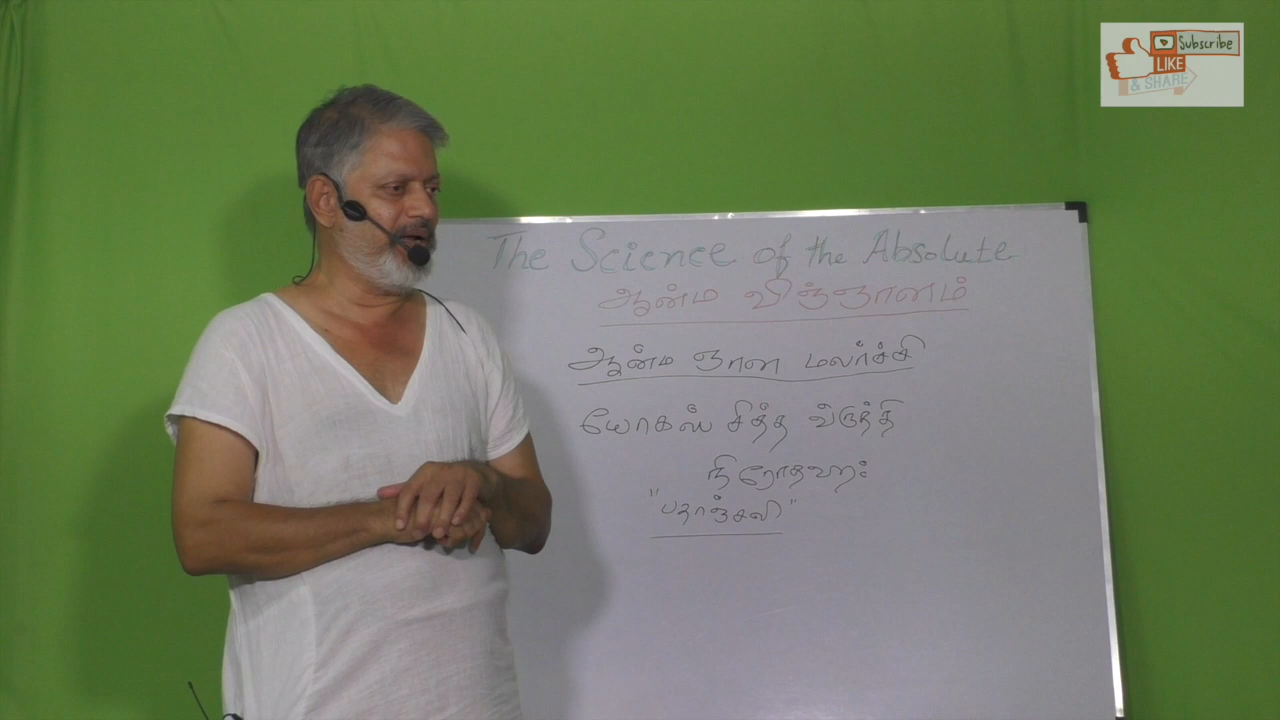 Subscribe
LIKE
& SHARE
The Science of the Absolute
ஆன்ம விஞ்ஞானம்
ஆன்ம ஞான மலர்ச்சி
யோகஸ் சித்த விருத்தி
நிரோதஹ:
"பதாஞ்சலி"